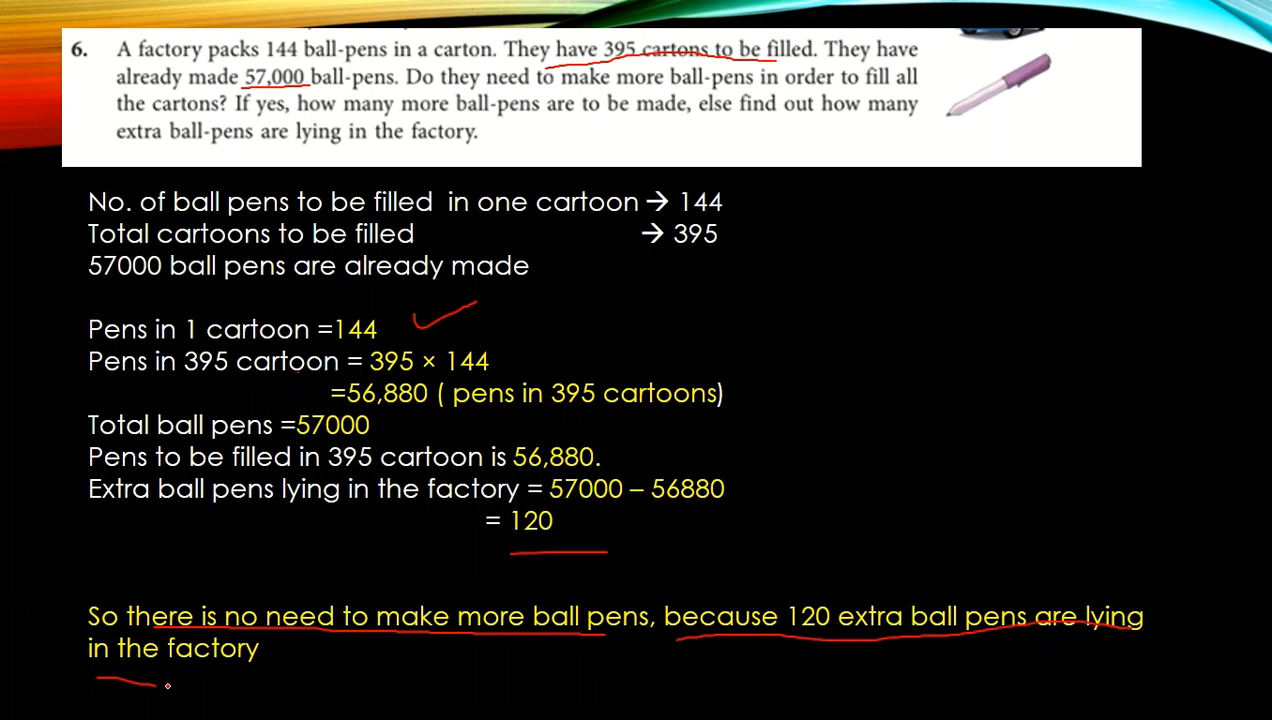 6. A factory packs 144 ball-pens in a carton. They have 395 cartons to be filled. They have
already made 57,000 ball-pens. Do they need to make more ball-pens in order to fill all
the cartons? If yes, how many more ball-pens are to be made, else find out how many
extra ball-pens are lying in the factory.
No. of ball pens to be filled in one cartoon → 144
Total cartoons to be filled → 395
57000 ball pens are already made
Pens in 1 cartoon =144
Pens in 395 cartoon = 395 × 144
=56,880 ( pens in 395 cartoons)
Total ball pens =57000
Pens to be filled in 395 cartoon is 56,880.
Extra ball pens lying in the factory = 57000 – 56880
= 120
So there is no need to make more ball pens, because 120 extra ball pens are lying
in the factory